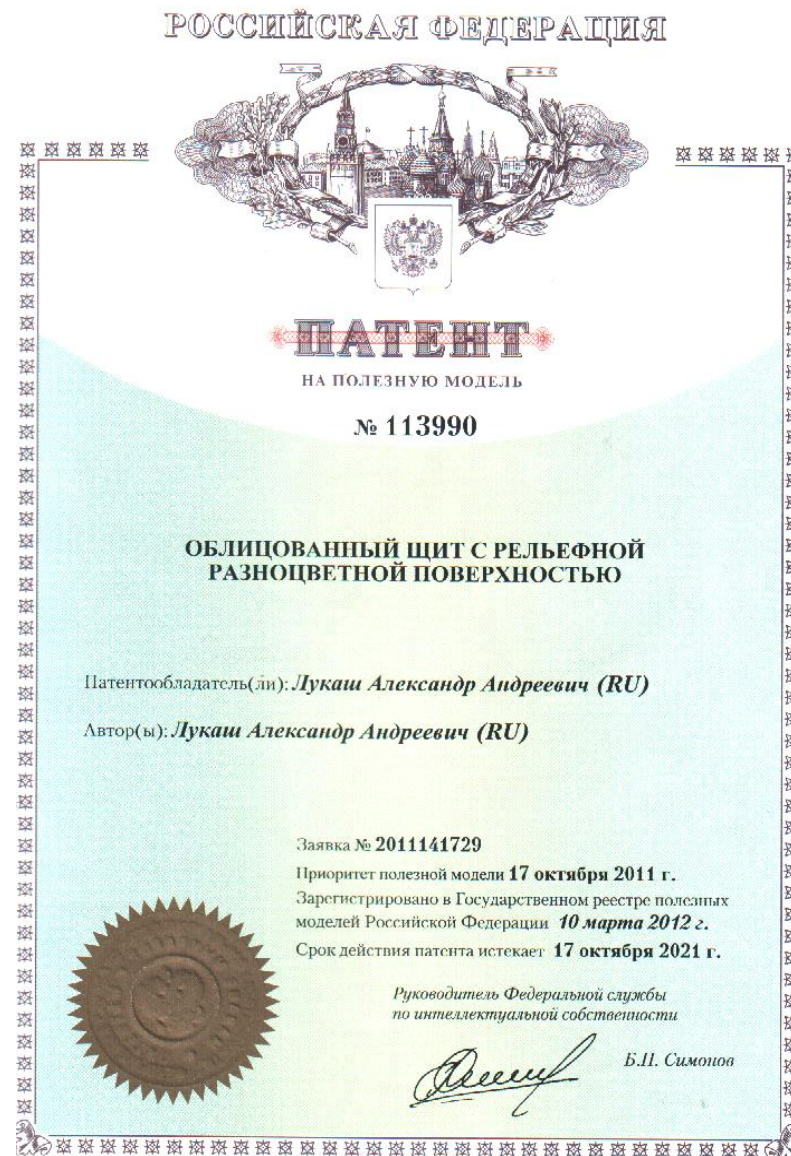 РОССИЙСКАЯ ФЕДЕРАЦИЯ
ПАТЕНТ
НА ПОЛЕЗНУЮ МОДЕЛЬ
№ 113990
ОБЛИЦОВАННЫЙ ЩИТ С РЕЛЬЕФНОЙ
РАЗНОЦВЕТНОЙ ПОВЕРХНОСТЬЮ
Патентообладатель(ли): Лукаш Александр Андреевич (RU)
Автор(ы): Лукаш Александр Андреевич (RU)
Заявка № 2011141729
Приоритет полезной модели 17 октября 2011 г.
Зарегистрировано в Государственном реестре полезных
моделей Российской Федерации 10 марта 2012 г.
Срок действия патента истекает 17 октября 2021 г.
Руководитель Федеральной службы
по интеллектуальной собственности
Б.П. Симонов